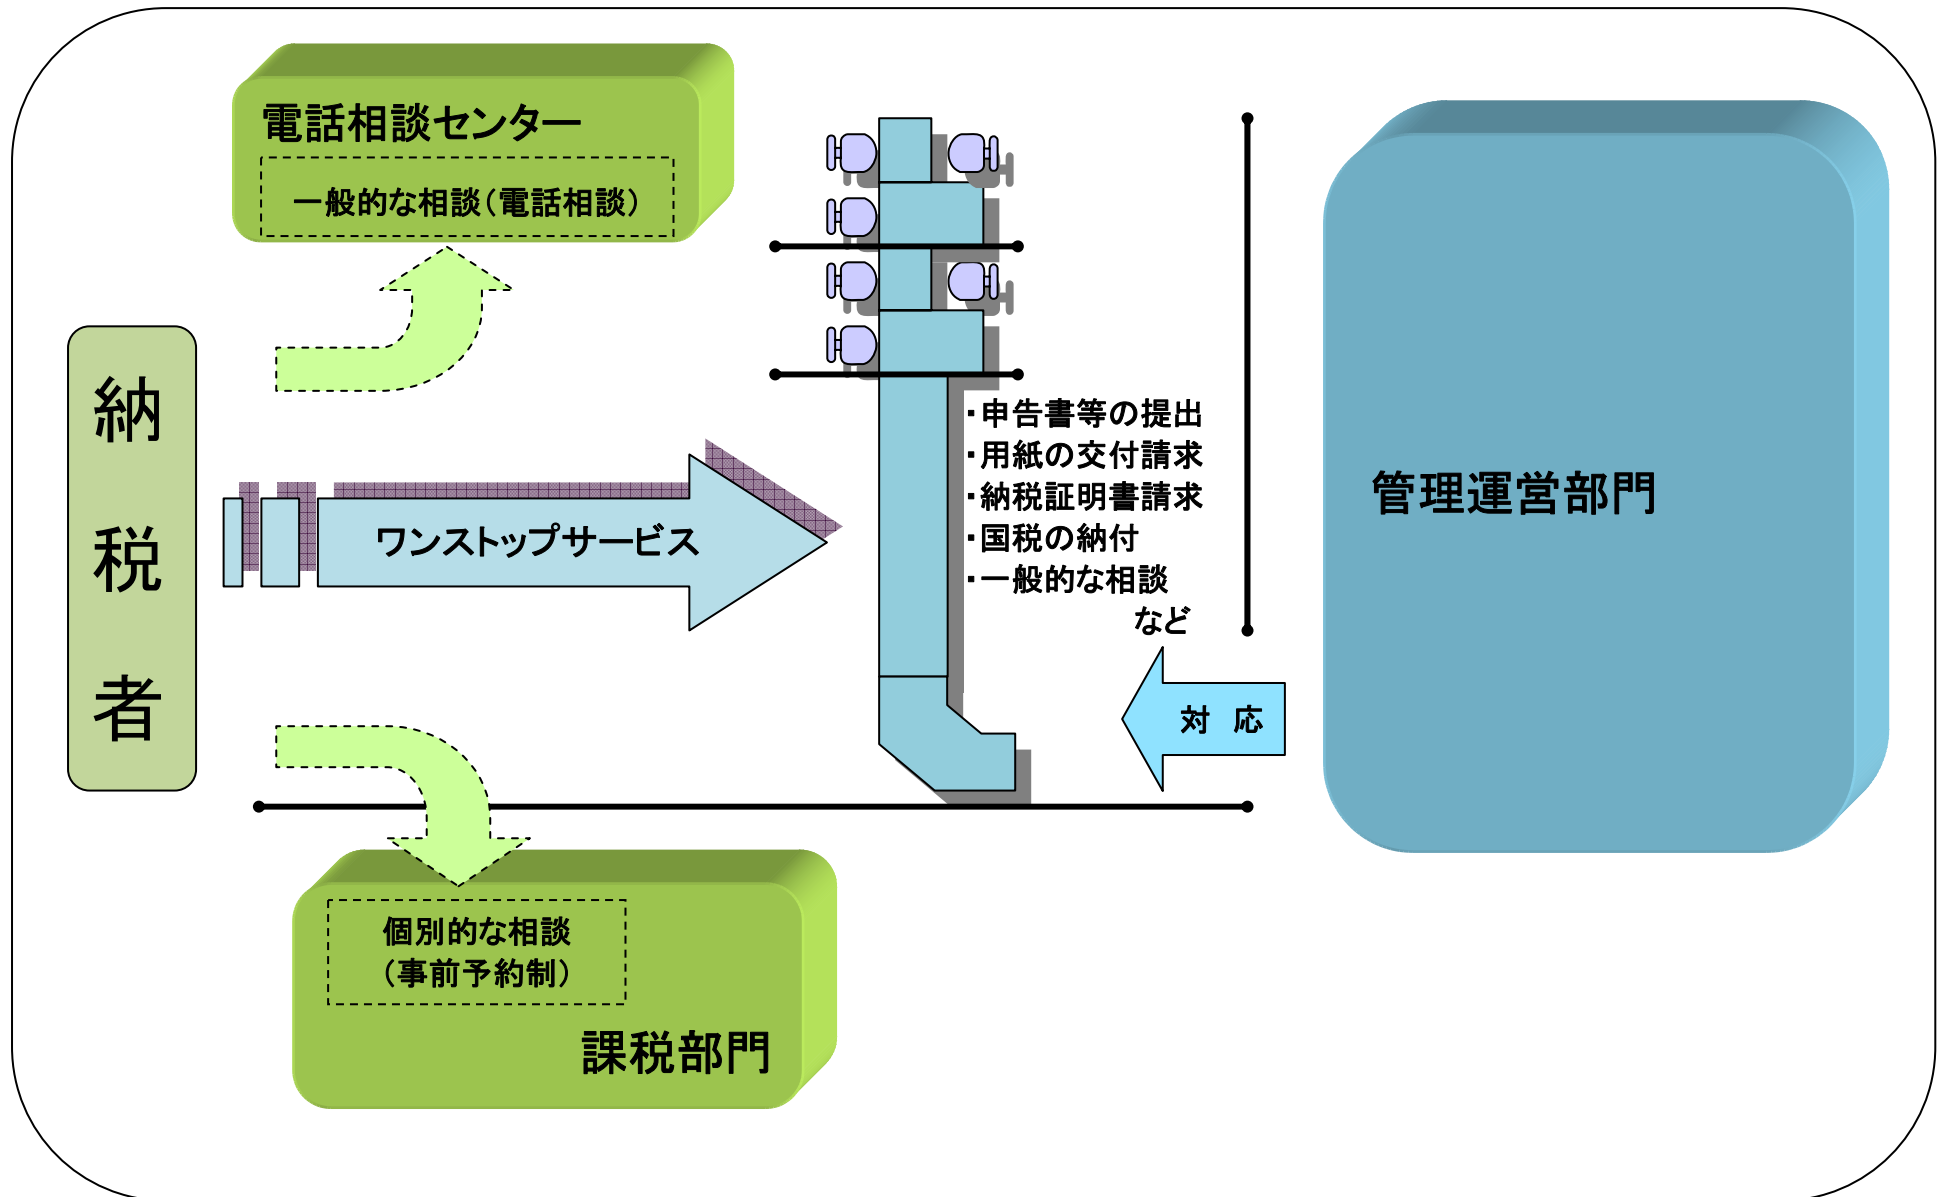 電話相談センター
一般的な相談（電話相談）
納税者
ワンストップサービス
・申告書等の提出
・用紙の交付請求
・納税証明書請求
・国税の納付
・一般的な相談
など
対　応
管理運営部門
個別的な相談
（事前予約制）
課税部門